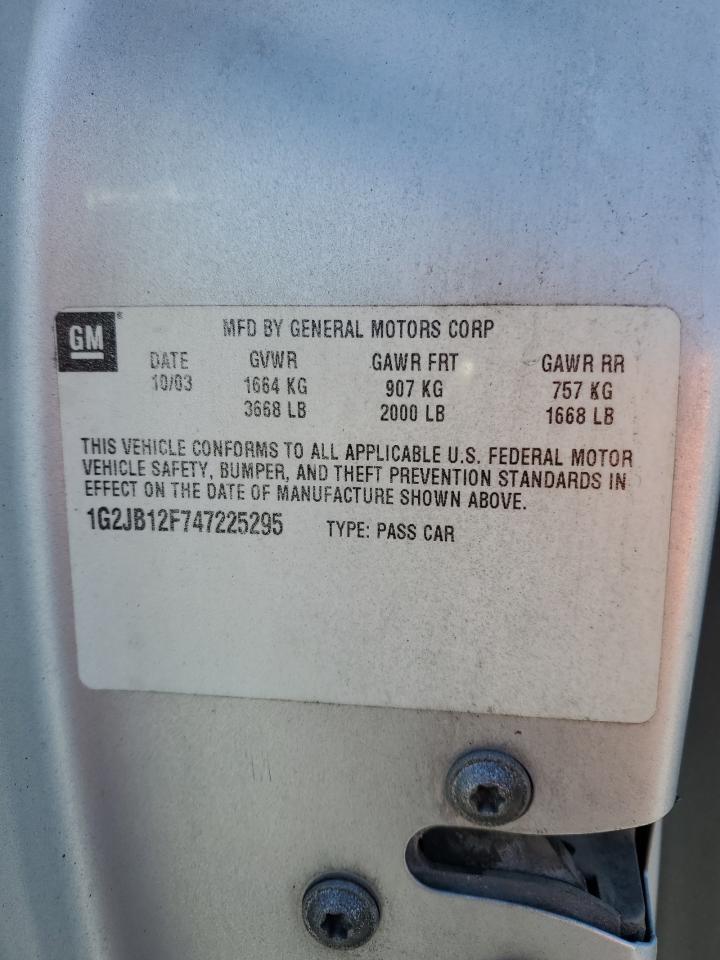 GM
MFD BY GENERAL MOTORS CORP
DATE GVWR GAWR FRT GAWR RR
10/03 1664 KG 907 KG 757 KG
3668 LB 2000 LB 1668 LB
THIS VEHICLE CONFORMS TO ALL APPLICABLE U.S. FEDERAL MOTOR
VEHICLE SAFETY, BUMPER, AND THEFT PREVENTION STANDARDS IN
EFFECT ON THE DATE OF MANUFACTURE SHOWN ABOVE.
1G2JB12F747225295 TYPE: PASS CAR